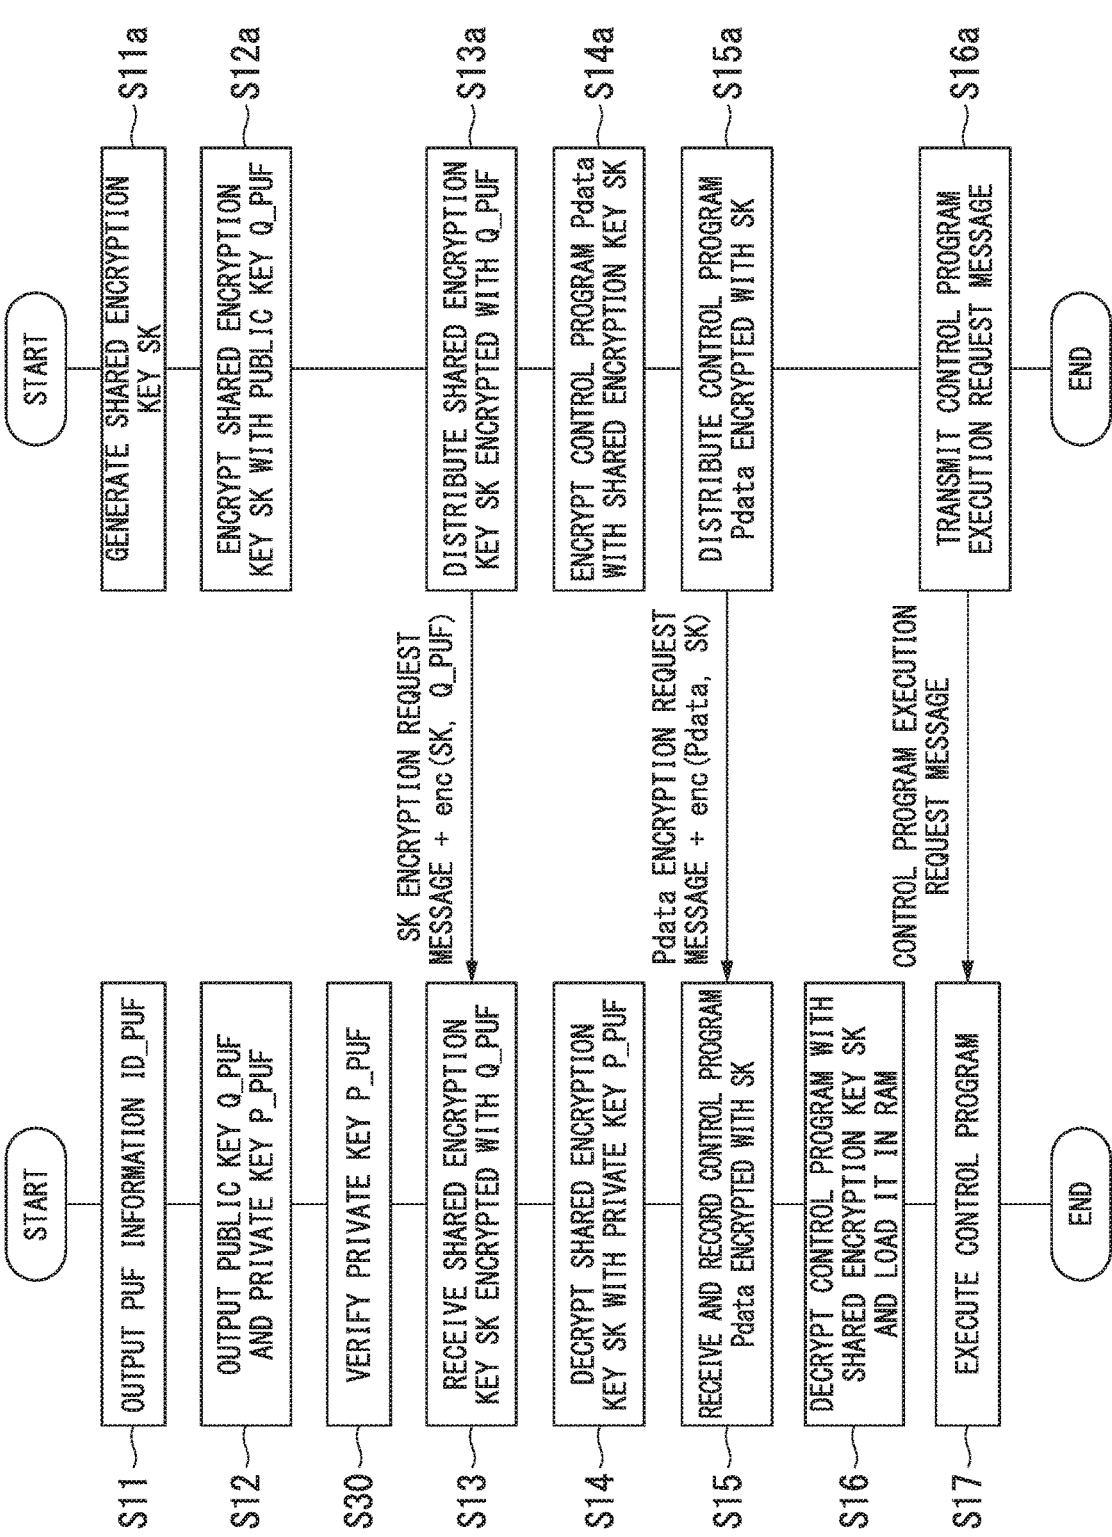 START
S11
OUTPUT PUF INFORMATION ID_PUF
S12
OUTPUT PUBLIC KEY Q_PUF
AND PRIVATE KEY P_PUF
S30
VERIFY PRIVATE KEY P_PUF
S13
RECEIVE SHARED ENCRYPTION
KEY SK ENCRYPTED WITH Q_PUF
S14
DECRYPT SHARED ENCRYPTION
KEY SK WITH PRIVATE KEY P_PUF
S15
RECEIVE AND RECORD CONTROL PROGRAM
Pdata ENCRYPTED WITH SK
S16
DECRYPT CONTROL PROGRAM WITH
SHARED ENCRYPTION KEY SK
AND LOAD IT IN RAM
S17
EXECUTE CONTROL PROGRAM
END
SK ENCRYPTION REQUEST
MESSAGE + enc(SK, Q_PUF)
Pdata ENCRYPTION REQUEST
MESSAGE + enc(Pdata, SK)
CONTROL PROGRAM EXECUTION
REQUEST MESSAGE
START
GENERATE SHARED ENCRYPTION
KEY SK
S11a
ENCRYPT SHARED ENCRYPTION
KEY SK WITH PUBLIC KEY Q_PUF
S12a
DISTRIBUTE SHARED ENCRYPTION
KEY SK ENCRYPTED WITH Q_PUF
S13a
ENCRYPT CONTROL PROGRAM Pdata
WITH SHARED ENCRYPTION KEY SK
S14a
DISTRIBUTE CONTROL PROGRAM
Pdata ENCRYPTED WITH SK
S15a
TRANSMIT CONTROL PROGRAM
EXECUTION REQUEST MESSAGE
S16a
END